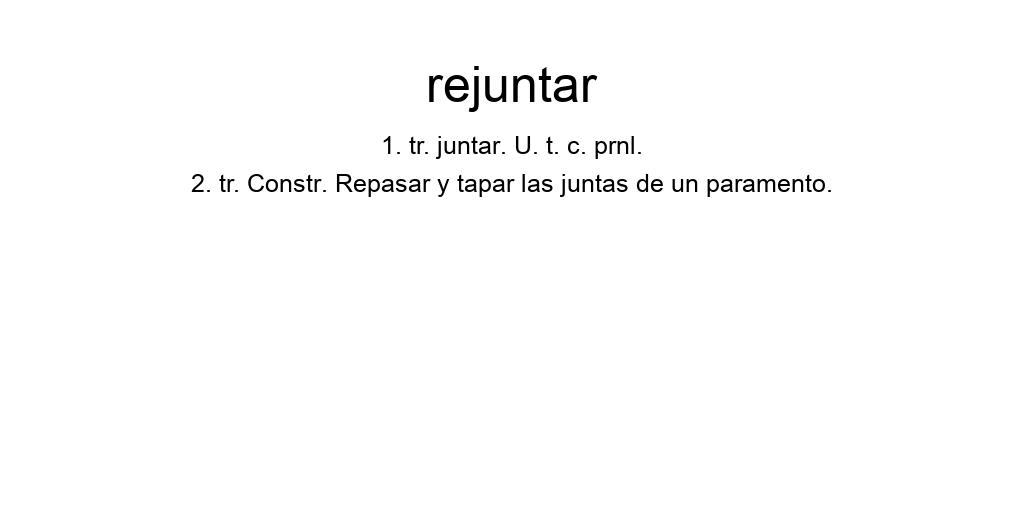 rejuntar
1. tr. juntar. U. t. c. prnl.
2. tr. Constr. Repasar y tapar las juntas de un paramento.